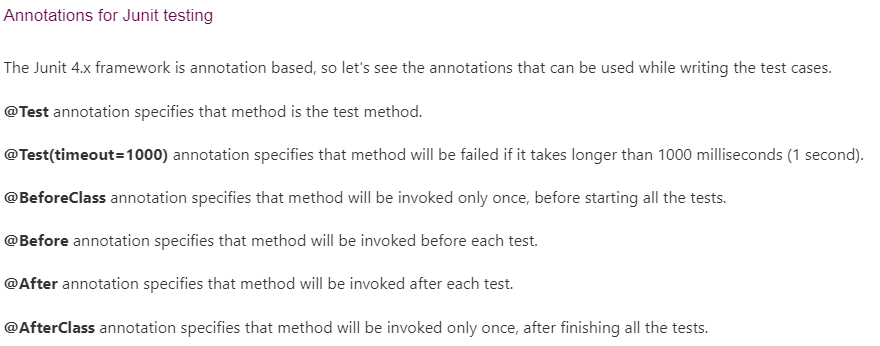 Annotations for Junit testing
The Junit 4.x framework is annotation based, so let's see the annotations that can be used while writing the test cases.
@Test annotation specifies that method is the test method.
@Test(timeout=1000) annotation specifies that method will be failed if it takes longer than 1000 milliseconds (1 second).
@BeforeClass annotation specifies that method will be invoked only once, before starting all the tests.
@Before annotation specifies that method will be invoked before each test.
@After annotation specifies that method will be invoked after each test.
@AfterClass annotation specifies that method will be invoked only once, after finishing all the tests.